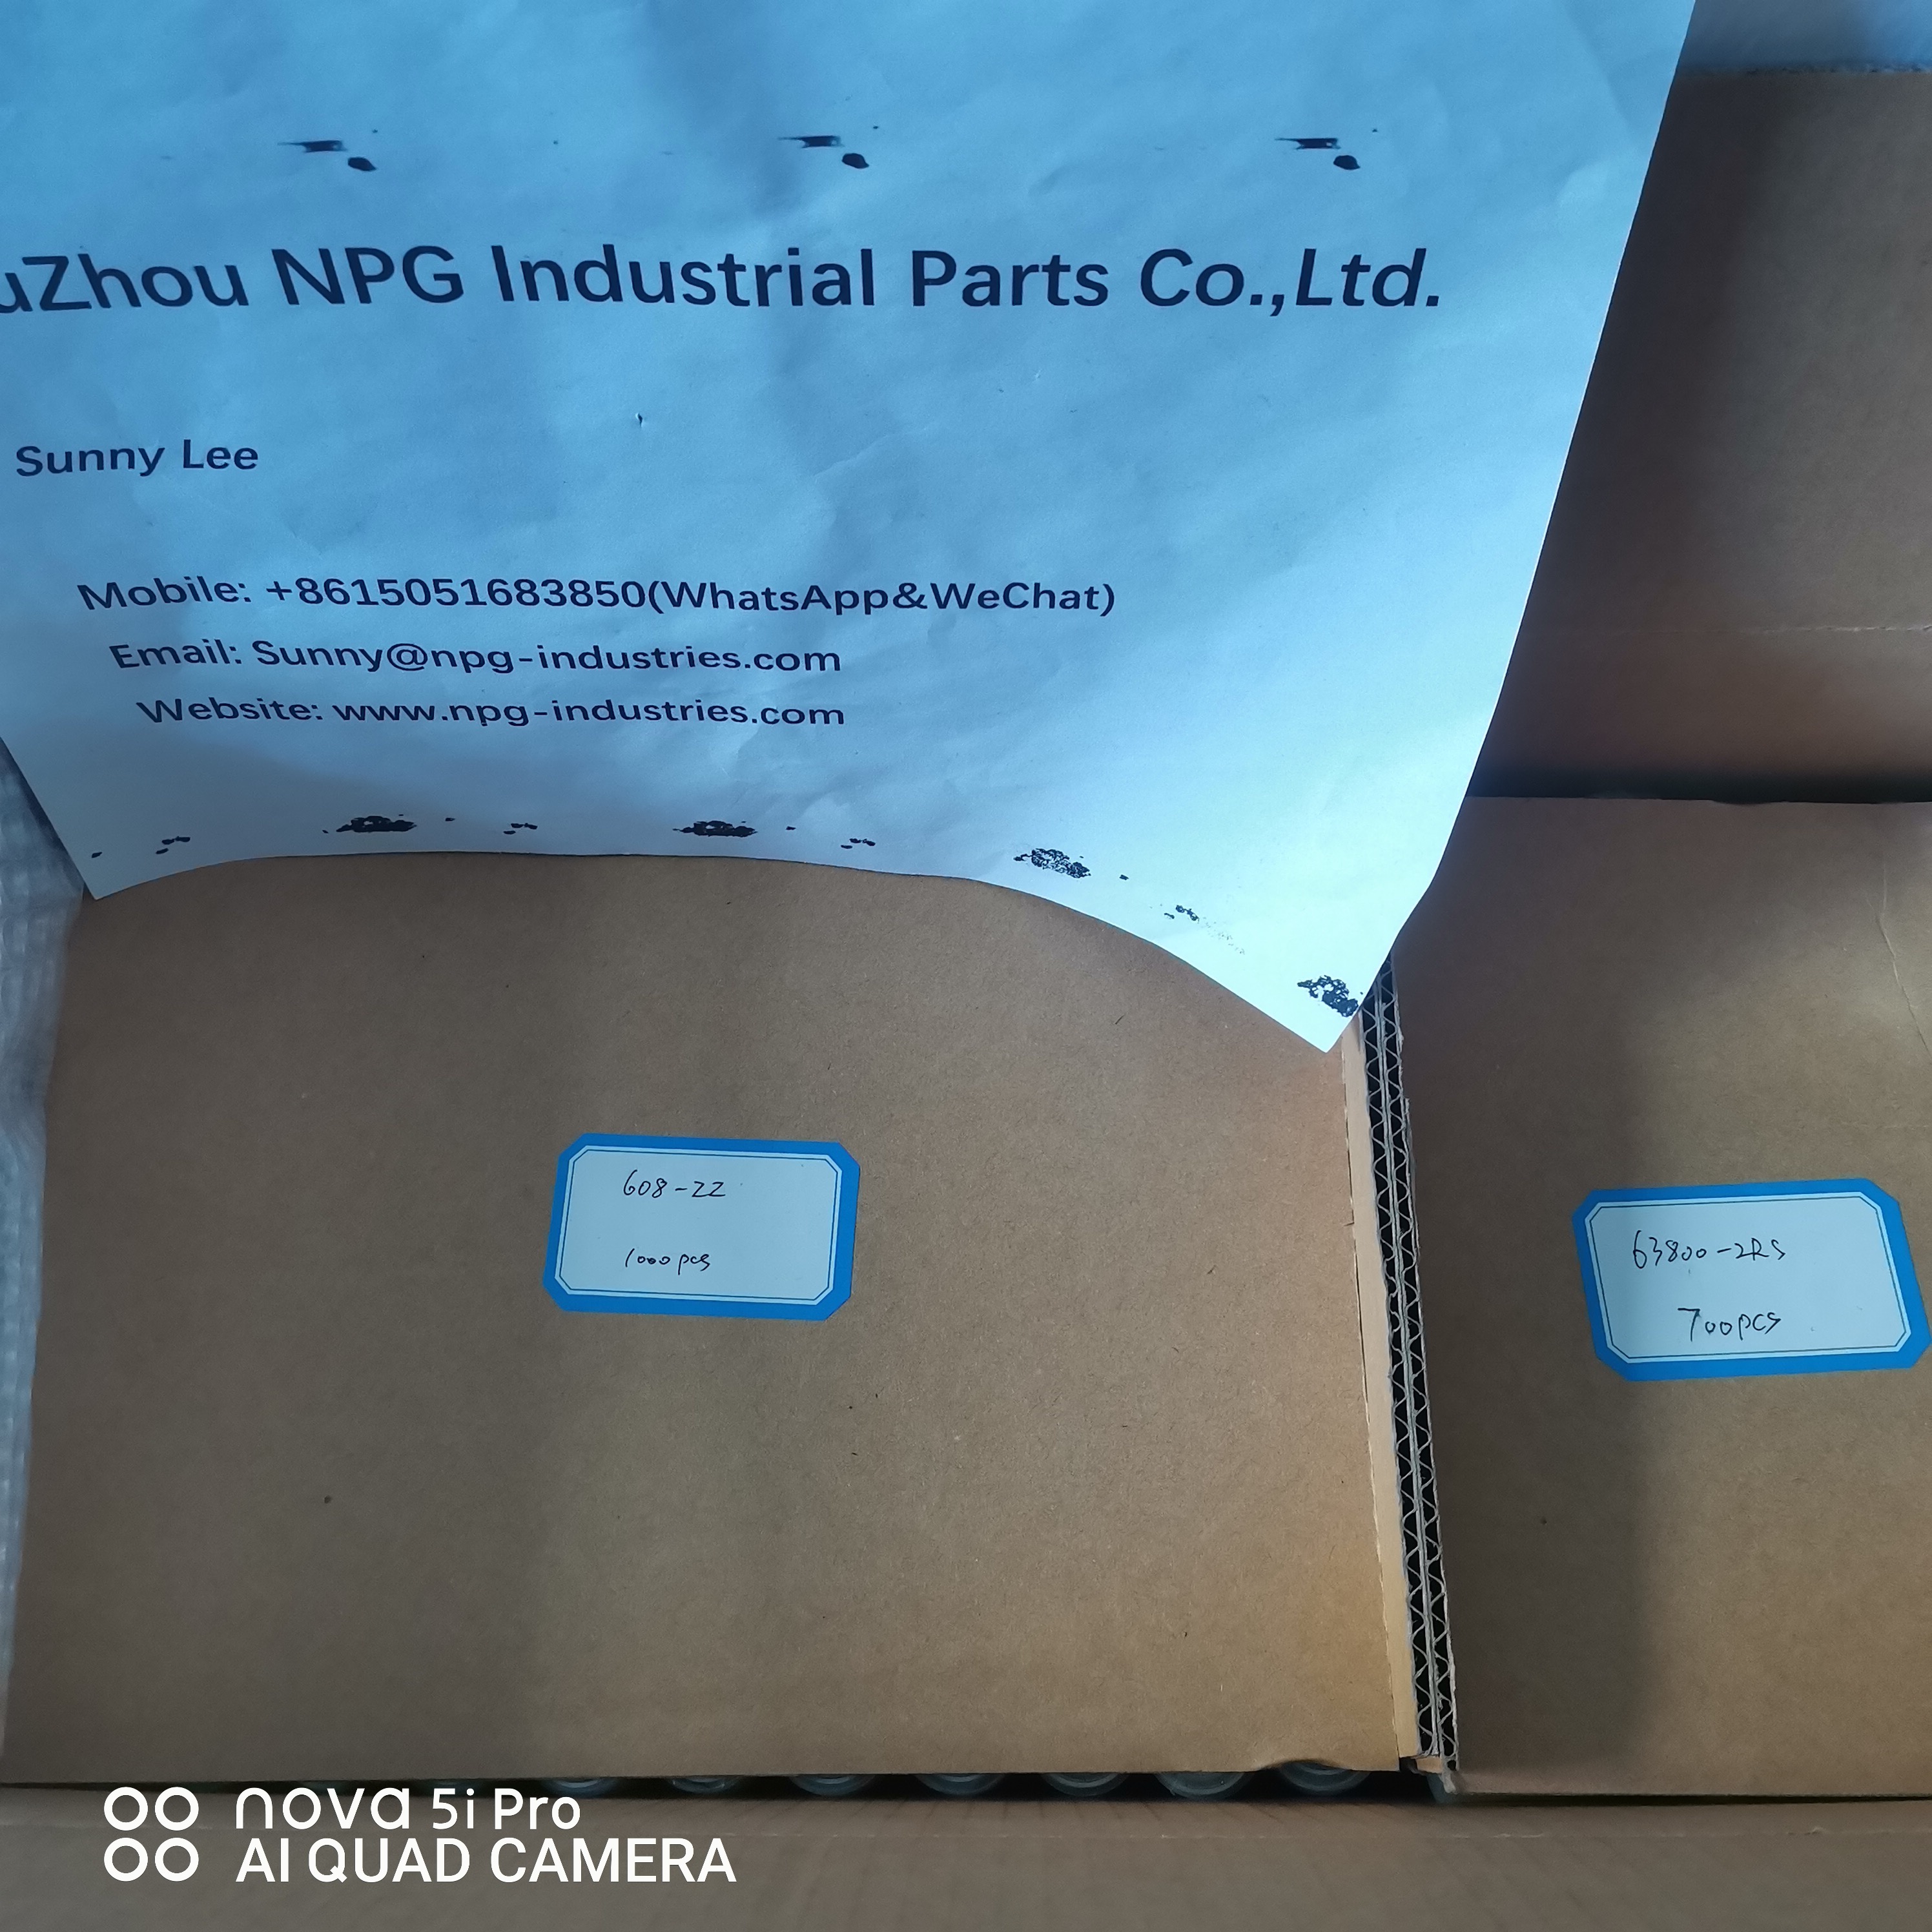 uZhou NPG Industrial Parts Co.,Ltd.
Sunny Lee
Mobile: +8615051683850(WhatsApp&WeChat)
Email: Sunny@npg-industries.com
Website: www.npg-industries.com
608-ZZ
1000pcs
63800-2RS
700pcs
nova 5i Pro
AI QUAD CAMERA